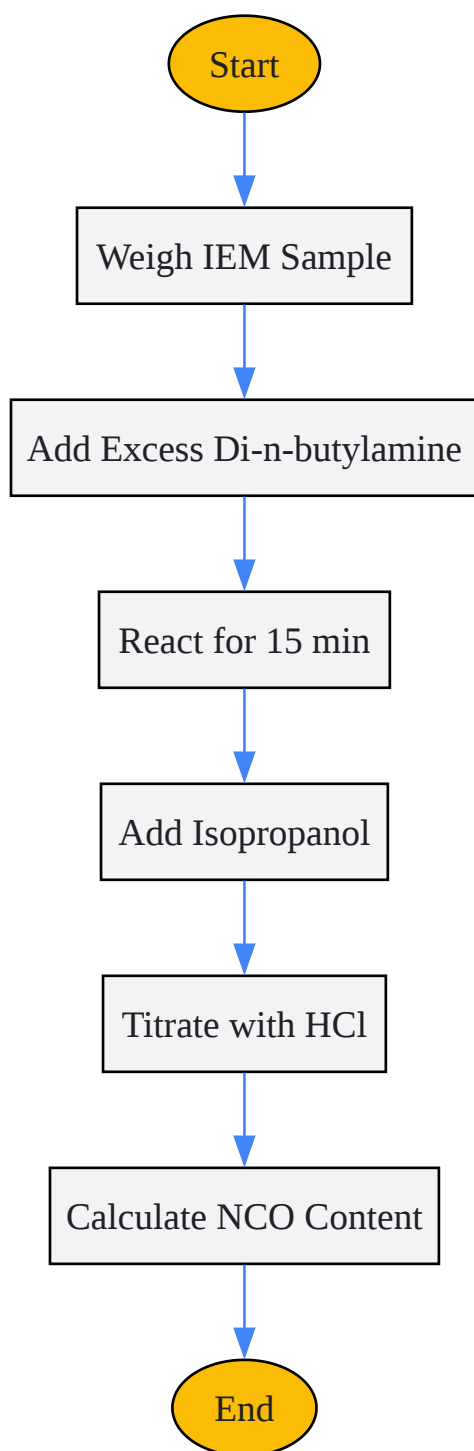 Start
Weigh IEM Sample
Add Excess Di-n-butylamine
React for 15 min
Add Isopropanol
Titrate with HCl
Calculate NCO Content
End